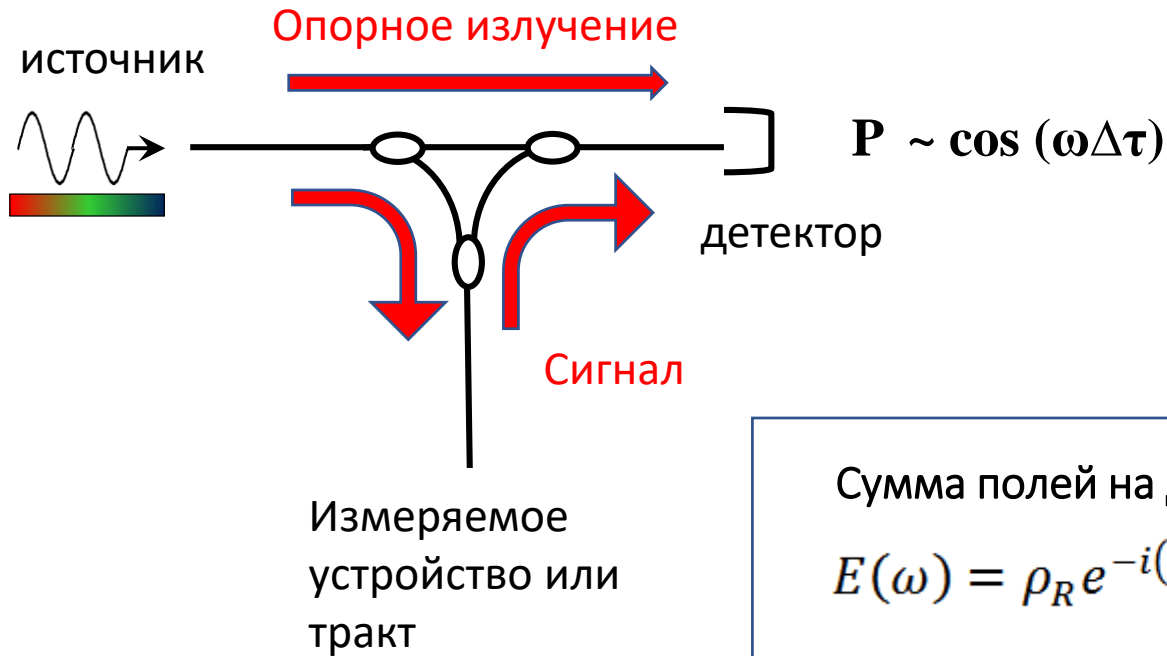 Опорное излучение
источник
P ~ cos (ωΔτ)
детектор
Сигнал
Измеряемое
устройство или
тракт
Сумма полей на
E(ω) = ρ_R e^{-i(